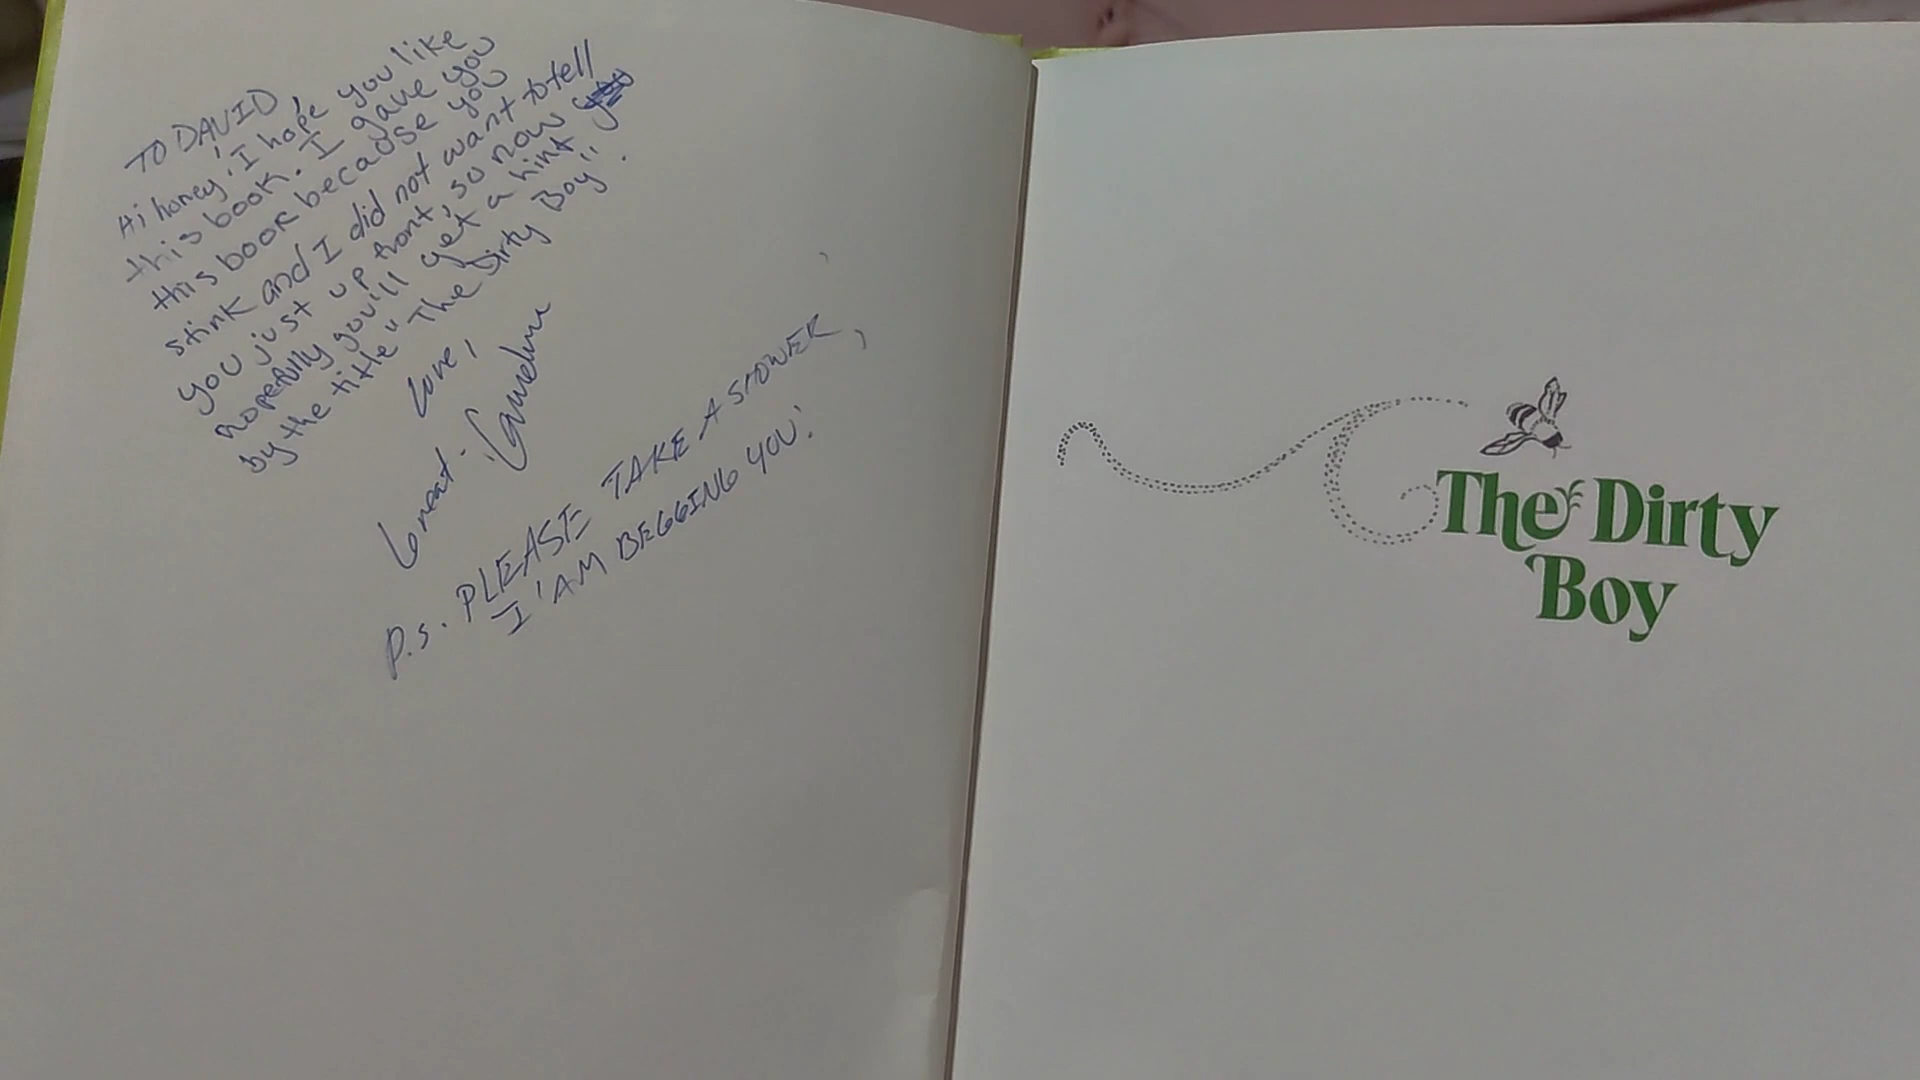 TO DAVID,
Hi honey, I hope you like
this book. I gave you
this book because you
stink and I did not want to tell
you just up front, so now
hopefully you'll get a hint
by the title "The Dirty Boy".
Love,
Great-Grandma
P.S. PLEASE TAKE A SHOWER,
I'AM BEGGING YOU!
The Dirty
Boy